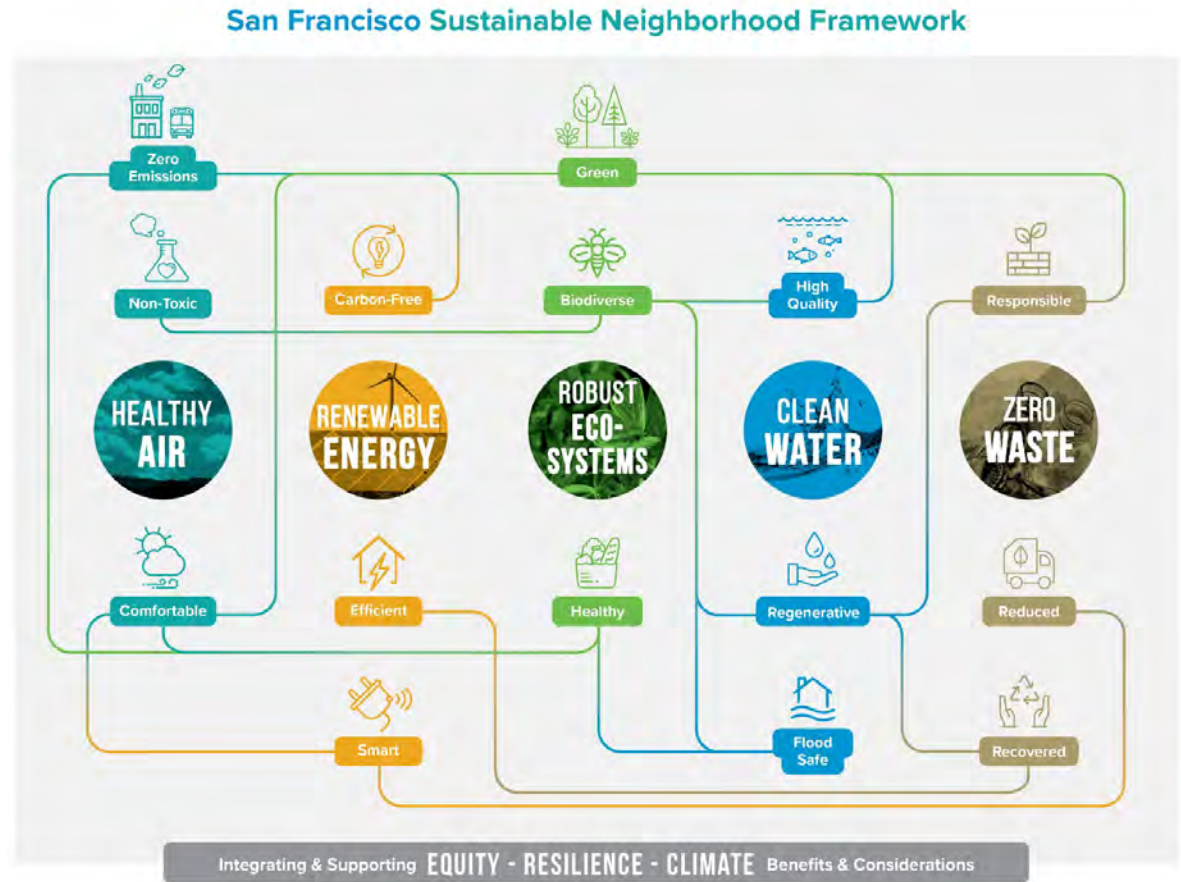 San Francisco Sustainable Neighborhood Framework
Zero
Emissions
Green
Non-Toxic
Carbon-Free
Biodiverse
High
Quality
Responsible
HEALTHY
AIR
RENEWABLE
ENERGY
ROBUST
ECO-
SYSTEMS
CLEAN
WATER
ZERO
WASTE
Comfortable
Efficient
Healthy
Regenerative
Reduced
Smart
Flood
Safe
Recovered
Integrating & Supporting EQUITY - RESILIENCE - CLIMATE Benefits & Considerations